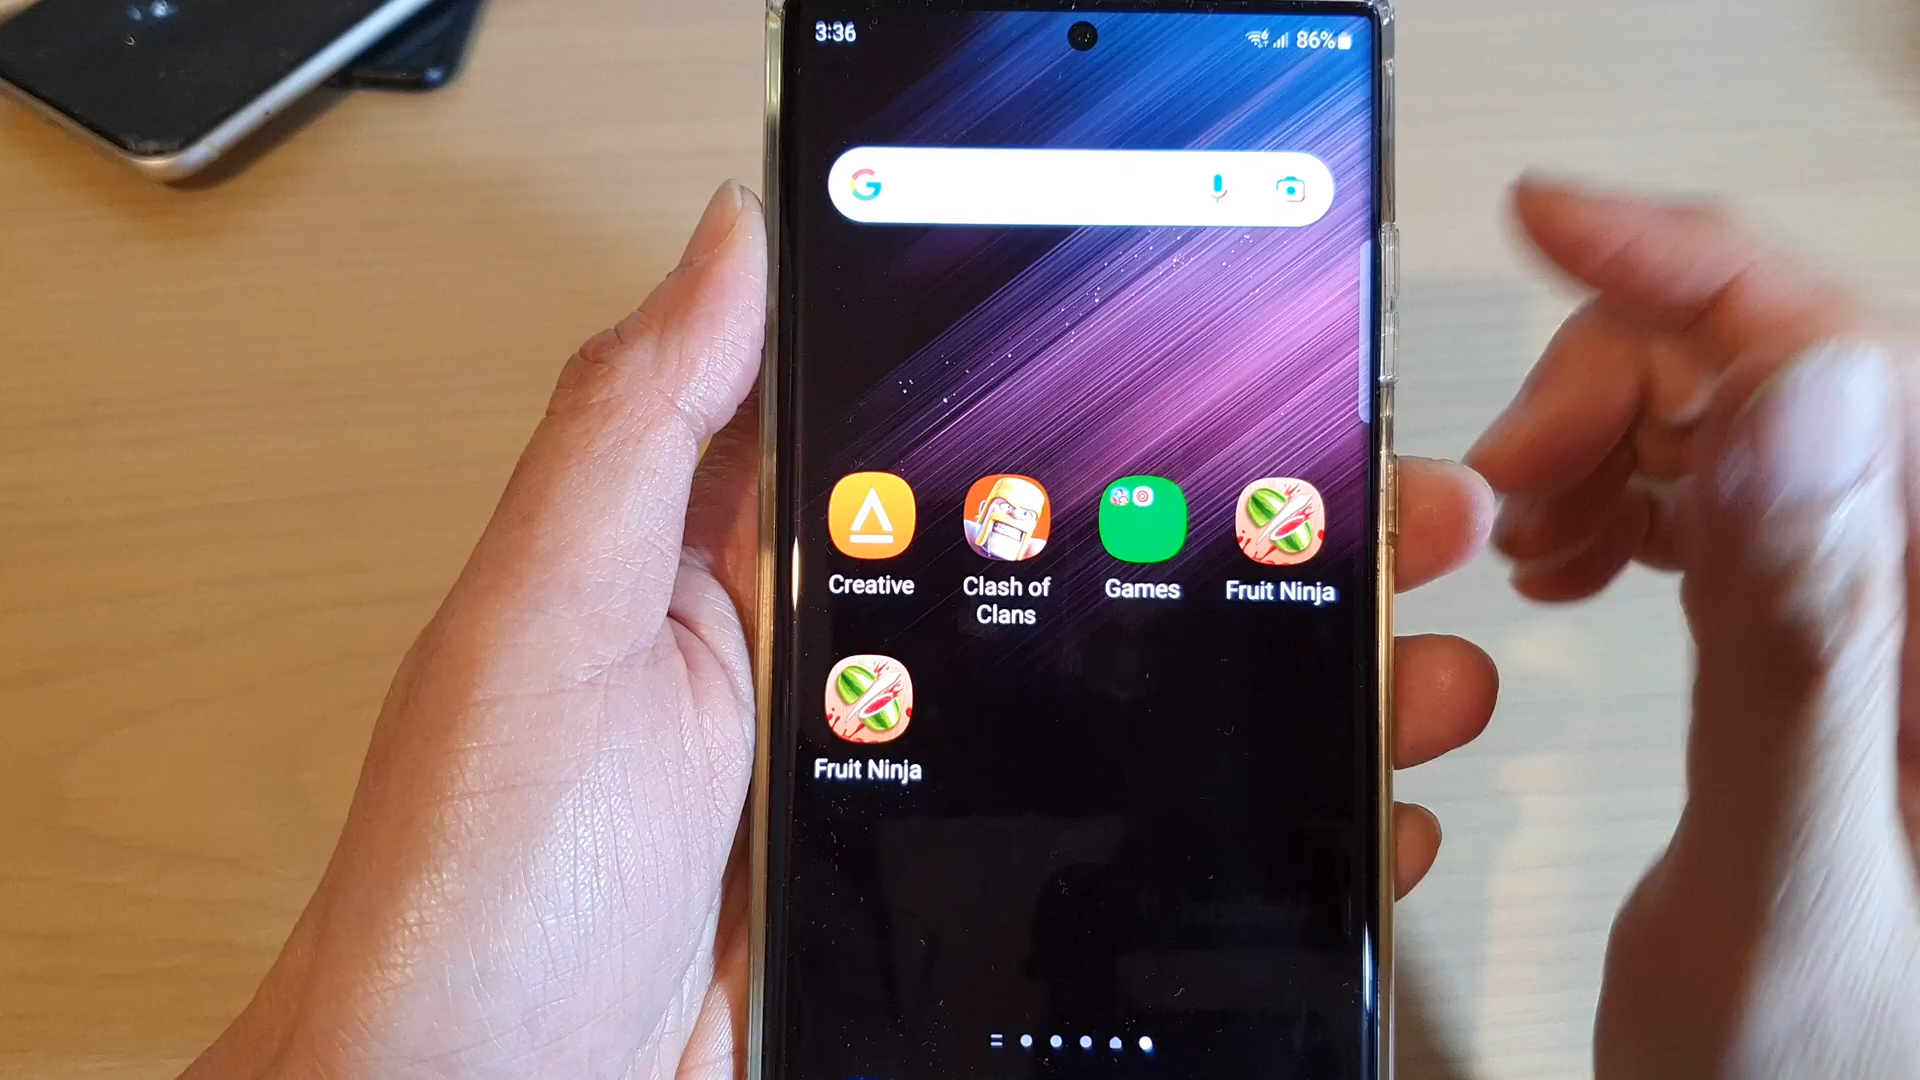 3:36
86%
G
Creative
Clash of
Clans
Games
Fruit Ninja
Fruit Ninja